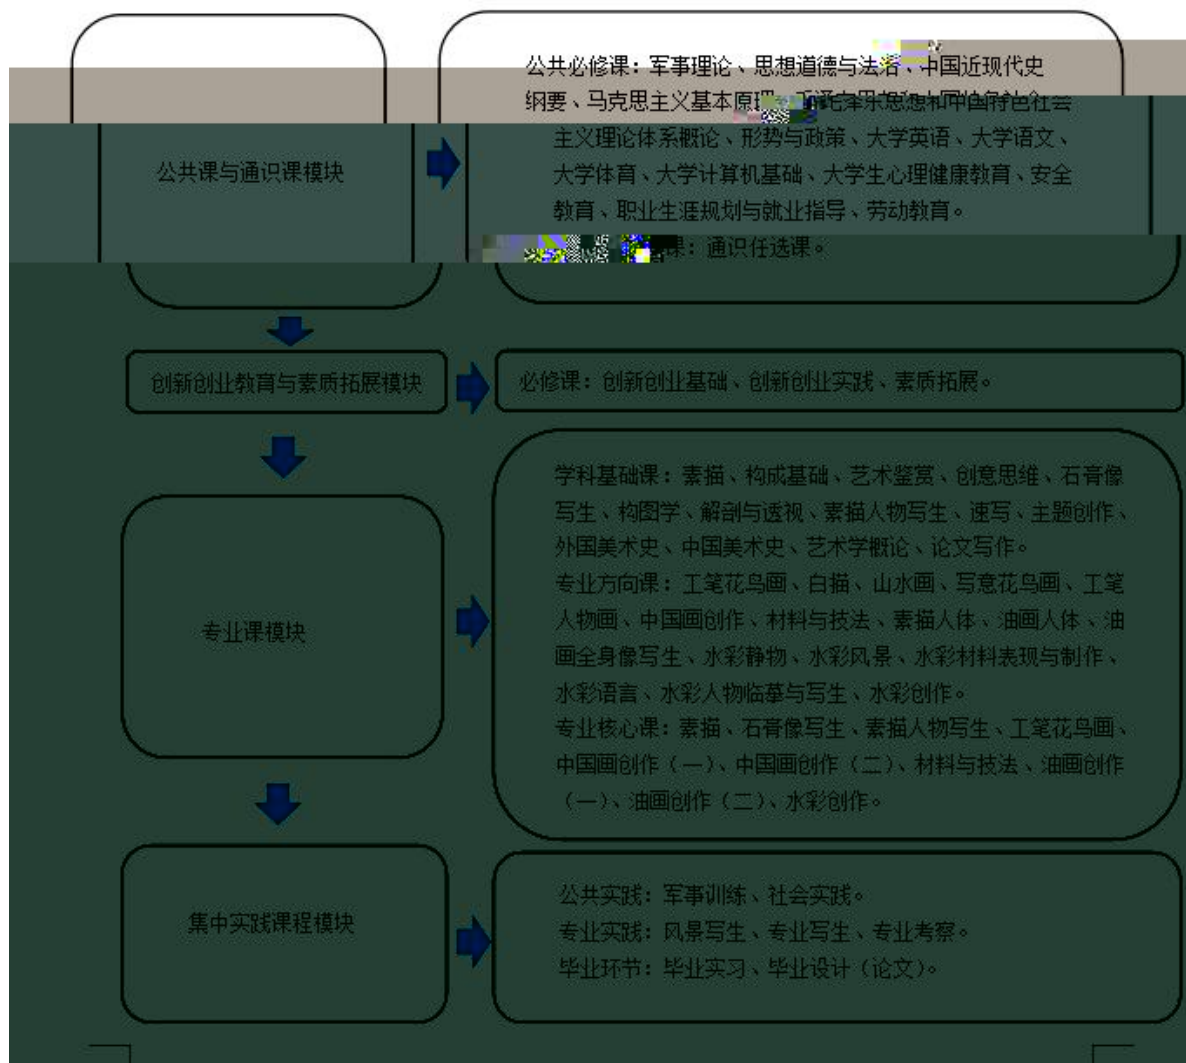 公共必修课：军事理论、思想道德与法治、中国近现代史
纲要、马克思主义基本原理、毛泽东思想和中国特色社会
公共课与通识课模块
主义理论体系概论、形势与政策、大学英语、大学语文、
大学体育、大学计算机基础、大学生心理健康教育、安全
教育、职业生涯规划与就业指导、劳动教育。
课：通识任选课。
创新创业教育与素质拓展模块
必修课：创新创业基础、创新创业实践、素质拓展。
专业课模块
学科基础课：素描、构成基础、艺术鉴赏、创意思维、石膏像
写生、构图学、解剖与透视、素描人物写生、速写、主题创作、
外国美术史、中国美术史、艺术学概论、论文写作。
专业方向课：工笔花鸟画、白描、山水画、写意花鸟画、工笔
人物画、中国画创作、材料与技法、素描人体、油画人体、油
画全身像写生、水彩静物、水彩风景、水彩材料表现与制作、
水彩语言、水彩人物临摹与写生、水彩创作。
专业核心课：素描、石膏像写生、素描人物写生、工笔花鸟画、
中国画创作（一）、中国画创作（二）、材料与技法、油画创作
（一）、油画创作（二）、水彩创作。
集中实践课程模块
公共实践：军事训练、社会实践。
专业实践：风景写生、专业写生、专业考察。
毕业环节：毕业实习、毕业设计（论文）。